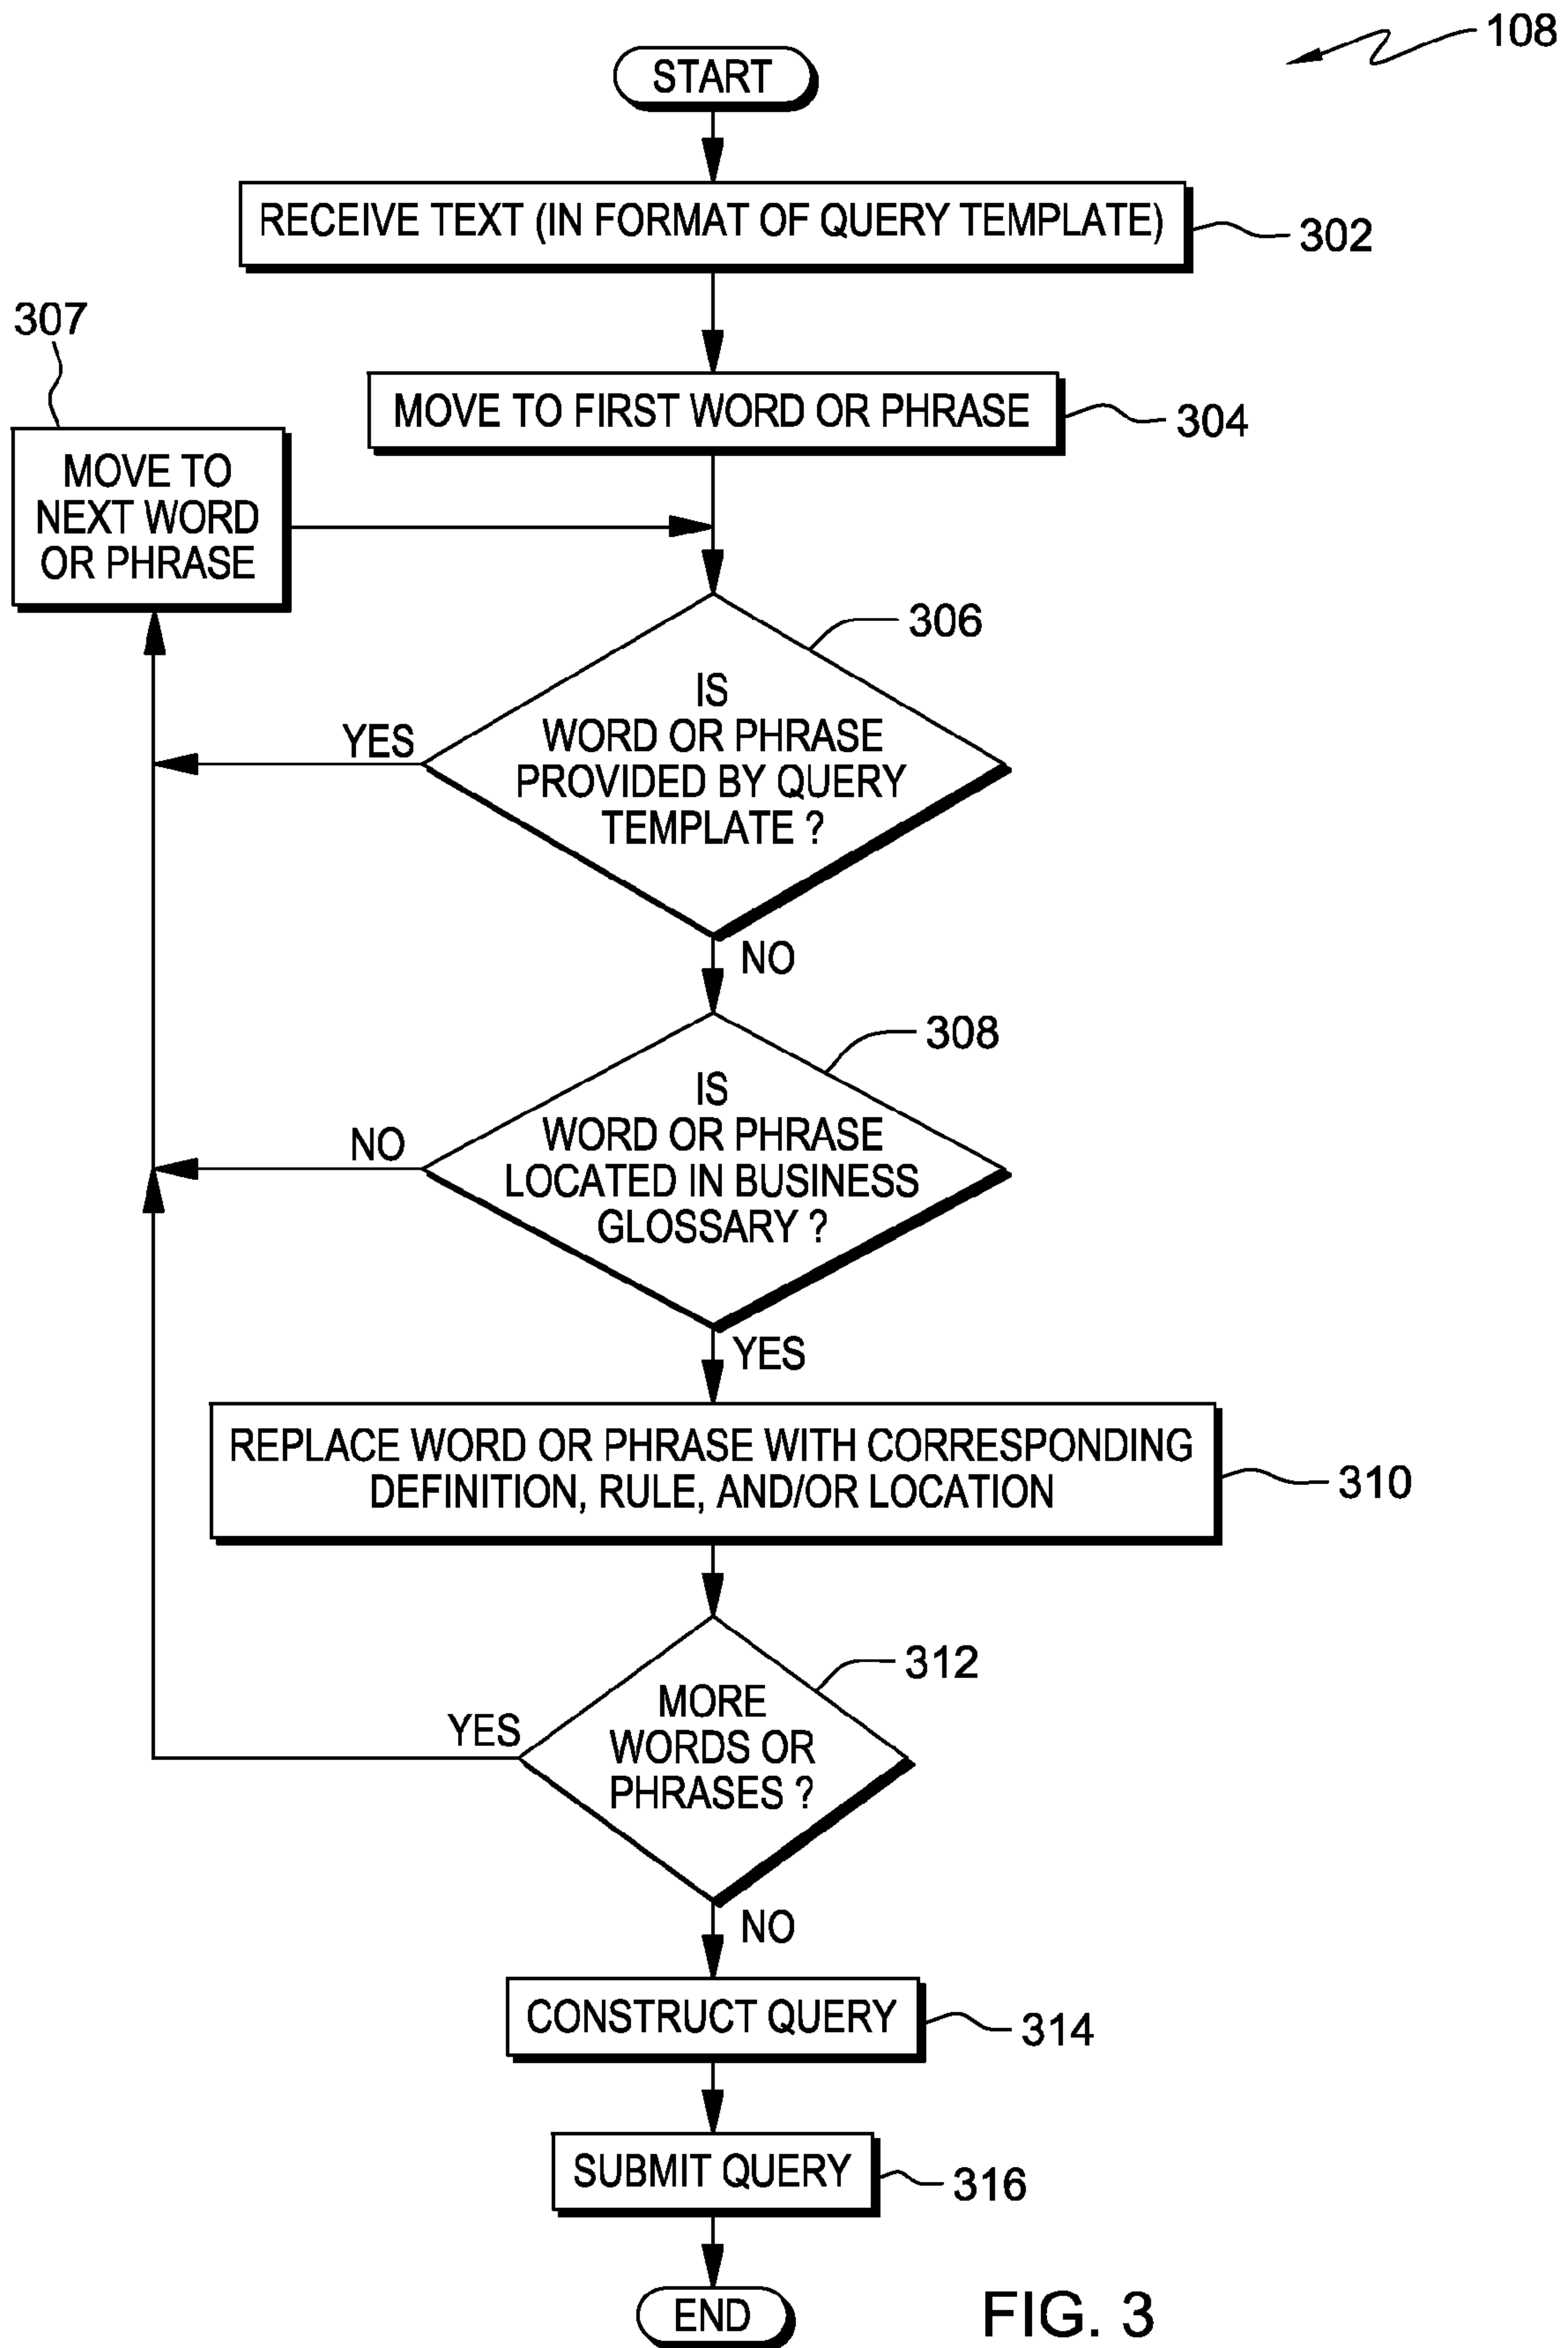 108
START
RECEIVE TEXT (IN FORMAT OF QUERY TEMPLATE)
302
307
MOVE TO FIRST WORD OR PHRASE
304
MOVE TO
NEXT WORD
OR PHRASE
306
IS
WORD OR PHRASE
PROVIDED BY QUERY
TEMPLATE ?
YES
NO
308
IS
WORD OR PHRASE
LOCATED IN BUSINESS
GLOSSARY ?
NO
YES
REPLACE WORD OR PHRASE WITH CORRESPONDING
DEFINITION, RULE, AND/OR LOCATION
310
312
MORE
WORDS OR
PHRASES ?
YES
NO
CONSTRUCT QUERY
314
SUBMIT QUERY
316
END
FIG. 3